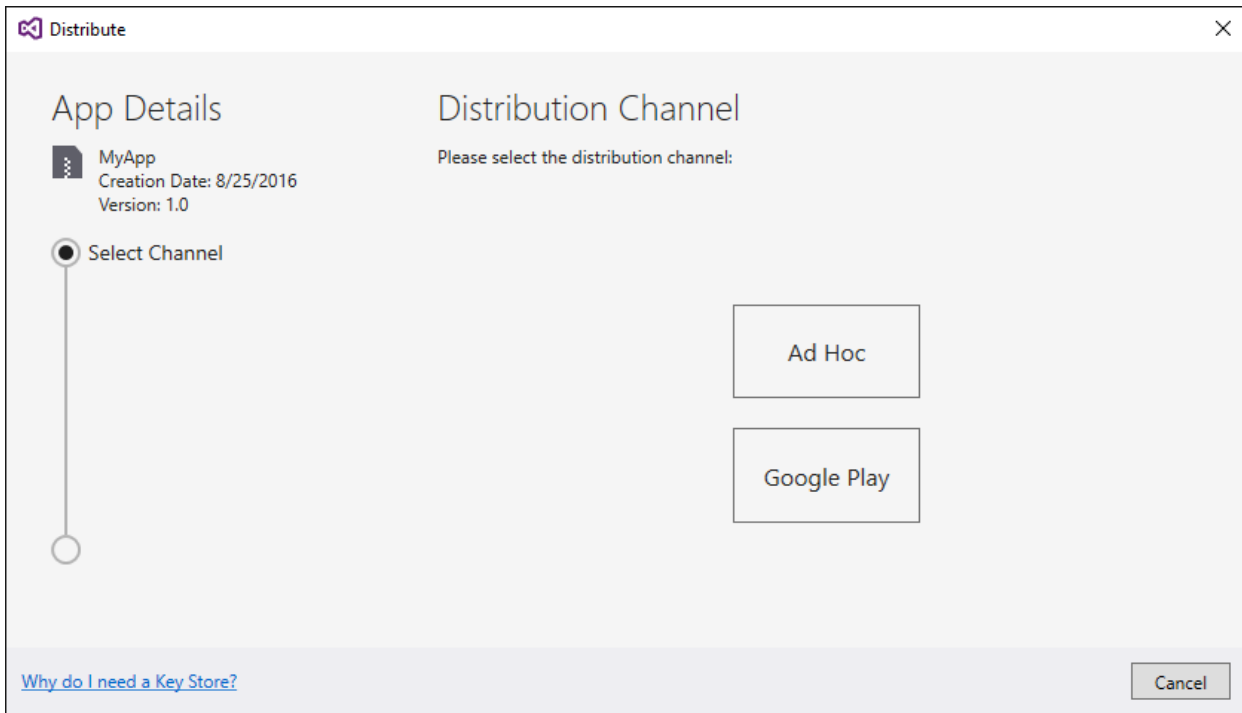 Distribute
App Details
MyApp
Creation Date: 8/25/2016
Version: 1.0
Select Channel
Distribution Channel
Please select the distribution channel:
Ad Hoc
Google Play
Why do I need a Key Store?
Cancel